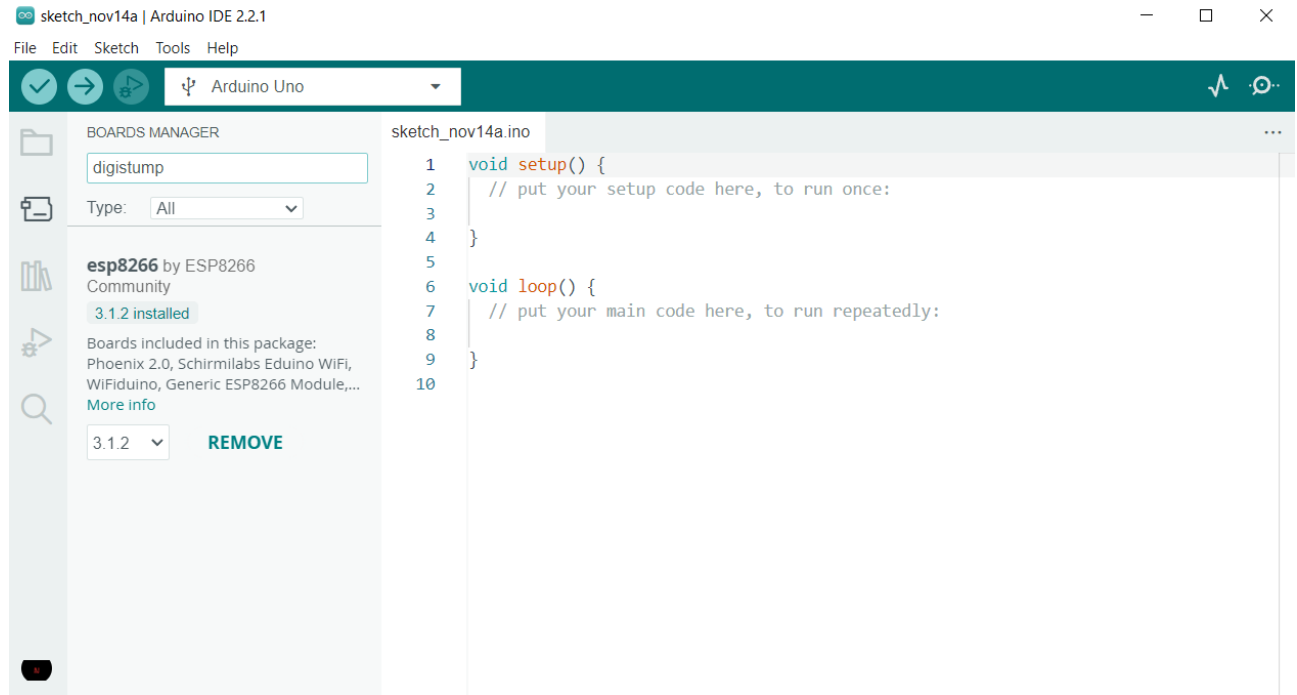 sketch_nov14a | Arduino IDE 2.2.1
File Edit Sketch Tools Help
Arduino Uno
BOARDS MANAGER
digistump
Type: All
esp8266 by ESP8266
Community
3.1.2 installed
Boards included in this package:
Phoenix 2.0, Schirmilabs Eduino WiFi,
WiFiduino, Generic ESP8266 Module,...
More info
3.1.2 REMOVE
sketch_nov14a.ino
1 void setup() {
2 // put your setup code here, to run once:
3
4 }
5
6 void loop() {
7 // put your main code here, to run repeatedly:
8
9 }
10